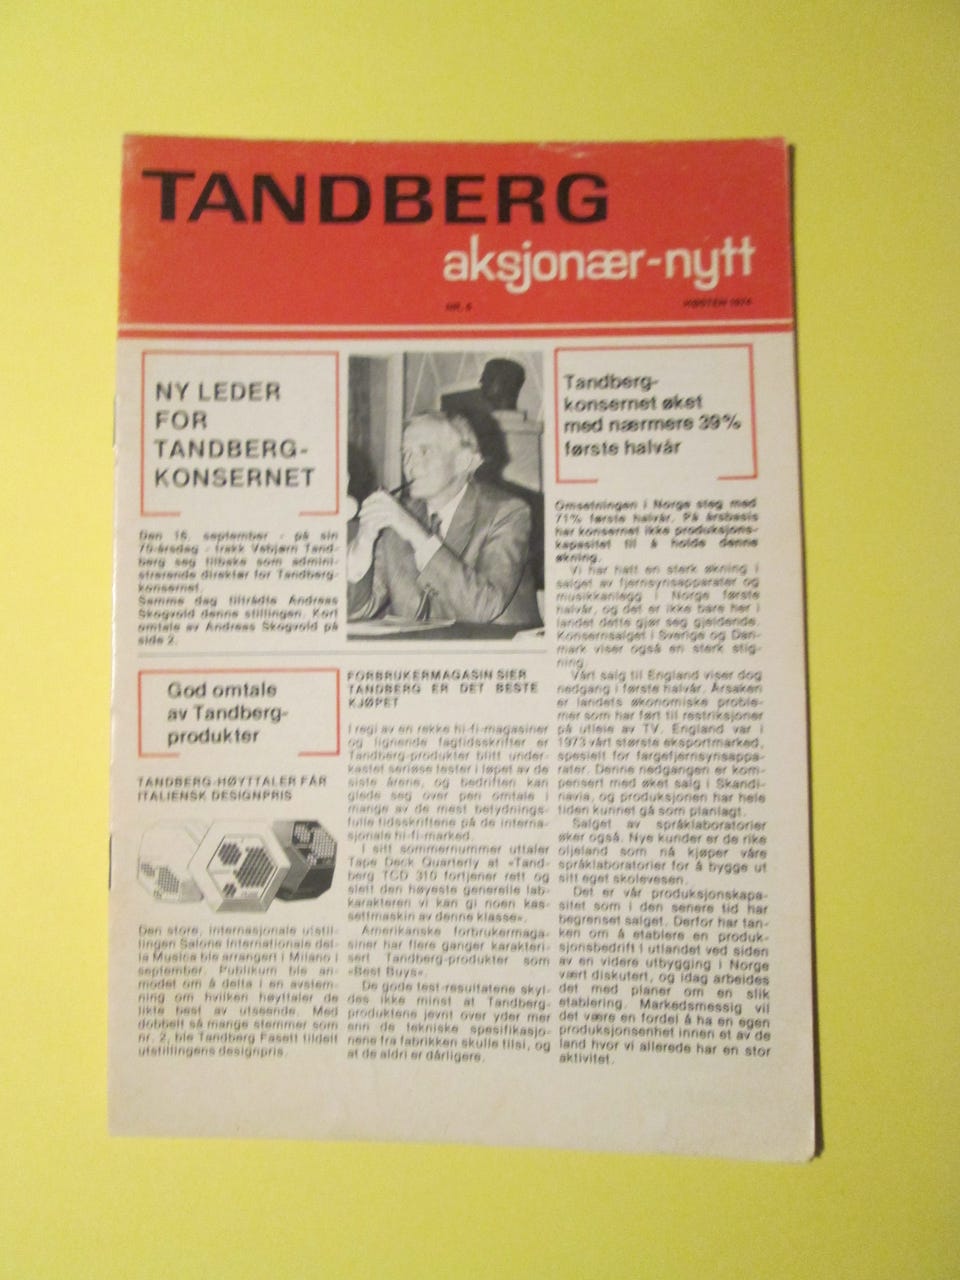 TANDBERG
aksjonær-nytt
HØSTEN 1974
NY LEDER
FOR
TANDBERG-
KONSERNET
Den 16. september - på sin
70-årsdag - trakk Vebjørn Tand-
berg seg tilbake som admini-
strerende direktør for Tandberg-
konsernet.
Samme dag tiltrådte Andreas
Skogvold denne stillingen. Kort
omtale av Andreas Skogvold på
side 2.
God omtale
av Tandberg-
produkter
TANDBERG-HØYTTALER FÅR
ITALIENSK DESIGNPRIS
Den store, internasjonale utstil-
lingen Salone Internationale del-
la Musica ble arrangert i Milano i
september. Publikum ble an-
modet om å delta i en avstem-
ning om hvilken høyttaler de
likte best av utseende. Med
dobbelt så mange stemmer som
nr. 2, ble Tandberg Fasett tildelt
utstillingens designpris.
FORBRUKERMAGASIN SIER
TANDBERG ER DET BESTE
KJØPET
I regi av en rekke hi-fi-magasiner
og lignende fagtidsskrifter er
Tandberg-produkter blitt under-
kastet seriøse tester i løpet av de
siste årene, og bedriften kan
glede seg over pen omtale i
mange av de mest betydnings-
fulle tidsskriftene på de interna-
sjonale hi-fi-marked.
I sitt sommernummer uttaler
Tape Deck Quarterly at «Tand-
berg TCD 310 fortjener rett og
slett den høyeste generelle lab-
karakteren vi kan gi noen kas-
settmaskin av denne klasse».
Amerikanske forbrukermaga-
siner har flere ganger karakteri-
sert Tandberg-produkter som
«Best Buys».
De gode test-resultatene skyl-
des ikke minst at Tandberg-
produktene jevnt over yder mer
enn de tekniske spesifikasjo-
nene fra fabrikken skulle tilsi, og
at de aldri er dårligere.
Tandberg-
konsernet øket
med nærmere 39%
første halvår
Omsetningen i Norge steg med
71% første halvår. På årsbasis
har konsernet ikke produksjons-
kapasitet til å holde denne
økning.
Vi har hatt en sterk økning i
salget av fjernsynsapparater og
musikkanlegg i Norge første
halvår, og det er ikke bare her i
landet dette gjør seg gjeldende.
Konsernsalget i Sverige og Dan-
mark viser også en sterk stig-
ning.
Vårt salg til England viser dog
nedgang i første halvår. Årsaken
er landets økonomiske proble-
mer som har ført til restriksjoner
på utleie av TV. England var i
1973 vårt største eksportmarked,
spesielt for fargefjernsynsappa-
rater. Denne nedgangen er kom-
pensert med øket salg i Skandi-
navia, og produksjonen har hele
tiden kunnet gå som planlagt.
Salget av språklaboratorier
øker også. Nye kunder er de rike
oljeland som nå kjøper våre
språklaboratorier for å bygge ut
sitt eget skolevesen.
Det er vår produksjonskapa-
sitet som i den senere tid har
begrenset salget. Derfor har tan-
ken om å etablere en produk-
sjonsbedrift i utlandet ved siden
av en videre utbygging i Norge
vært diskutert, og idag arbeides
det med planer om en slik
etablering. Markedsmessig vil
det være en fordel å ha en egen
produksjonsenhet innen et av de
land hvor vi allerede har en stor
aktivitet.